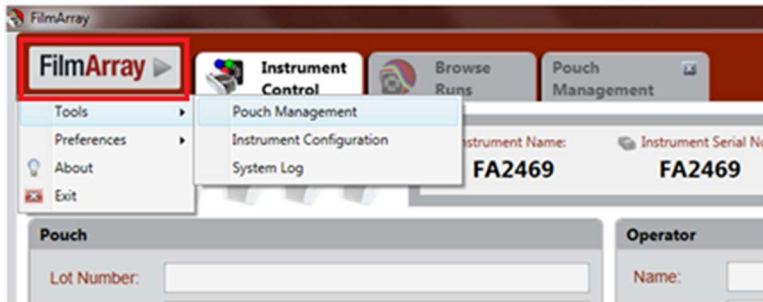 FilmArray
FilmArray
Instrument Control
Browse Runs
Pouch Management
Tools
Pouch Management
Preferences
Instrument Configuration
About
System Log
Exit
nstrument Name:
Instrument Serial No
FA2469
FA2469
Pouch
Operator
Lot Number:
Name: